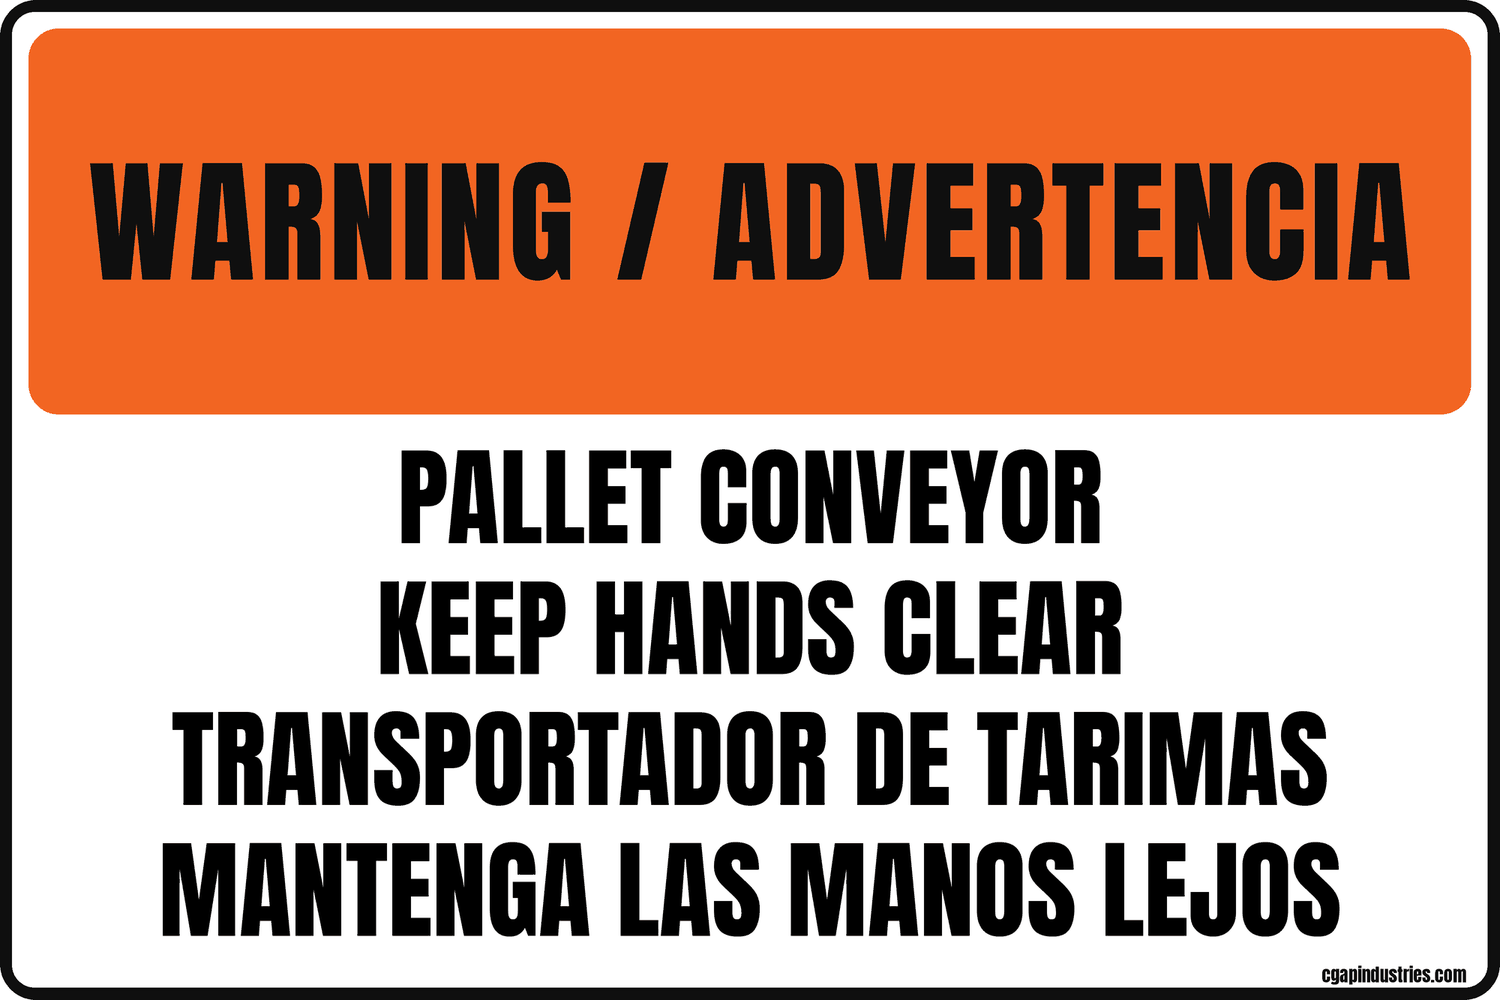 WARNING / ADVERTENCIA
PALLET CONVEYOR
KEEP HANDS CLEAR
TRANSPORTADOR DE TARIMAS
MANTENGA LAS MANOS LEJOS
cgapindustries.com